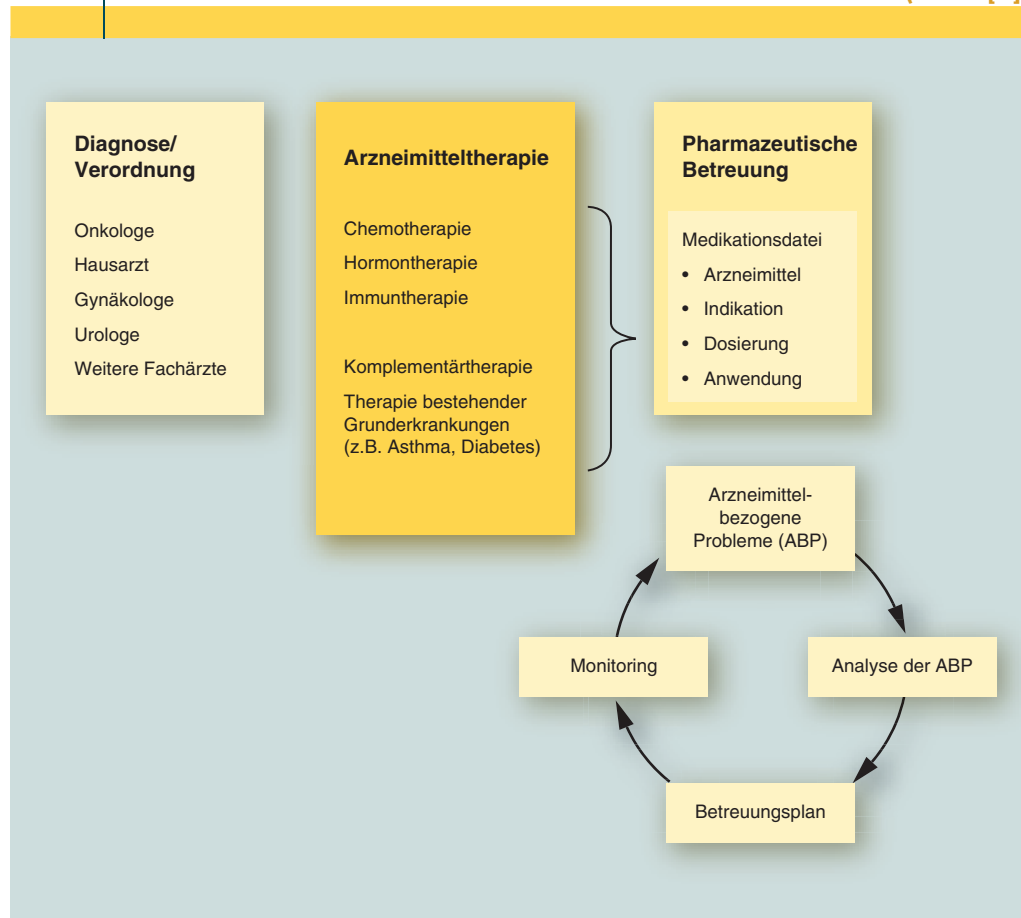 Diagnose/
Verordnung
Onkologe
Hausarzt
Gynäkologe
Urologe
Weitere Fachärzte
Arzneimitteltherapie
Chemotherapie
Hormontherapie
Immuntherapie
Komplementärtherapie
Therapie bestehender
Grunderkrankungen
(z.B. Asthma, Diabetes)
Pharmazeutische
Betreuung
Medikationsdatei
• Arzneimittel
• Indikation
• Dosierung
• Anwendung
Arzneimittel-
bezogene
Probleme (ABP)
Analyse der ABP
Betreuungsplan
Monitoring